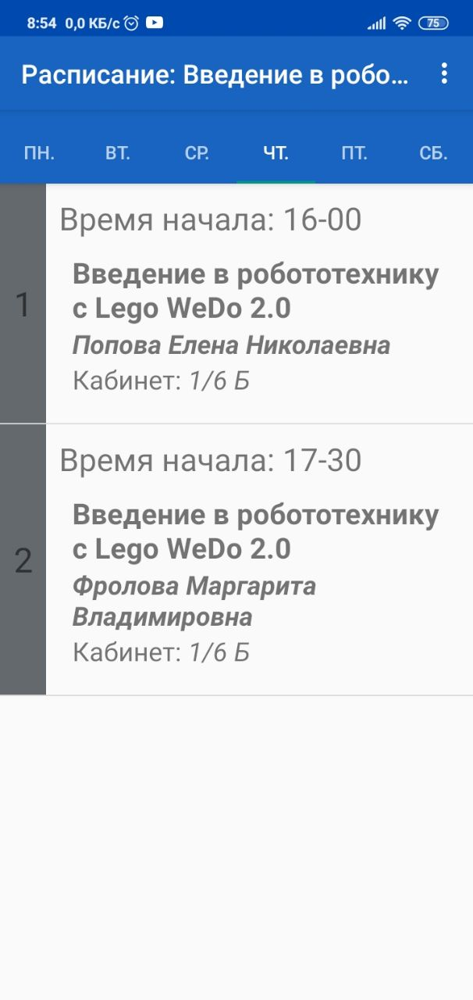 8:54 0,0 КБ/с 75
Расписание: Введение в робо...
ПН. ВТ. СР. ЧТ. ПТ. СБ.
1
Время начала: 16-00
Введение в робототехнику
с Lego WeDo 2.0
Попова Елена Николаевна
Кабинет: 1/6 Б
2
Время начала: 17-30
Введение в робототехнику
с Lego WeDo 2.0
Фролова Маргарита
Владимировна
Кабинет: 1/6 Б